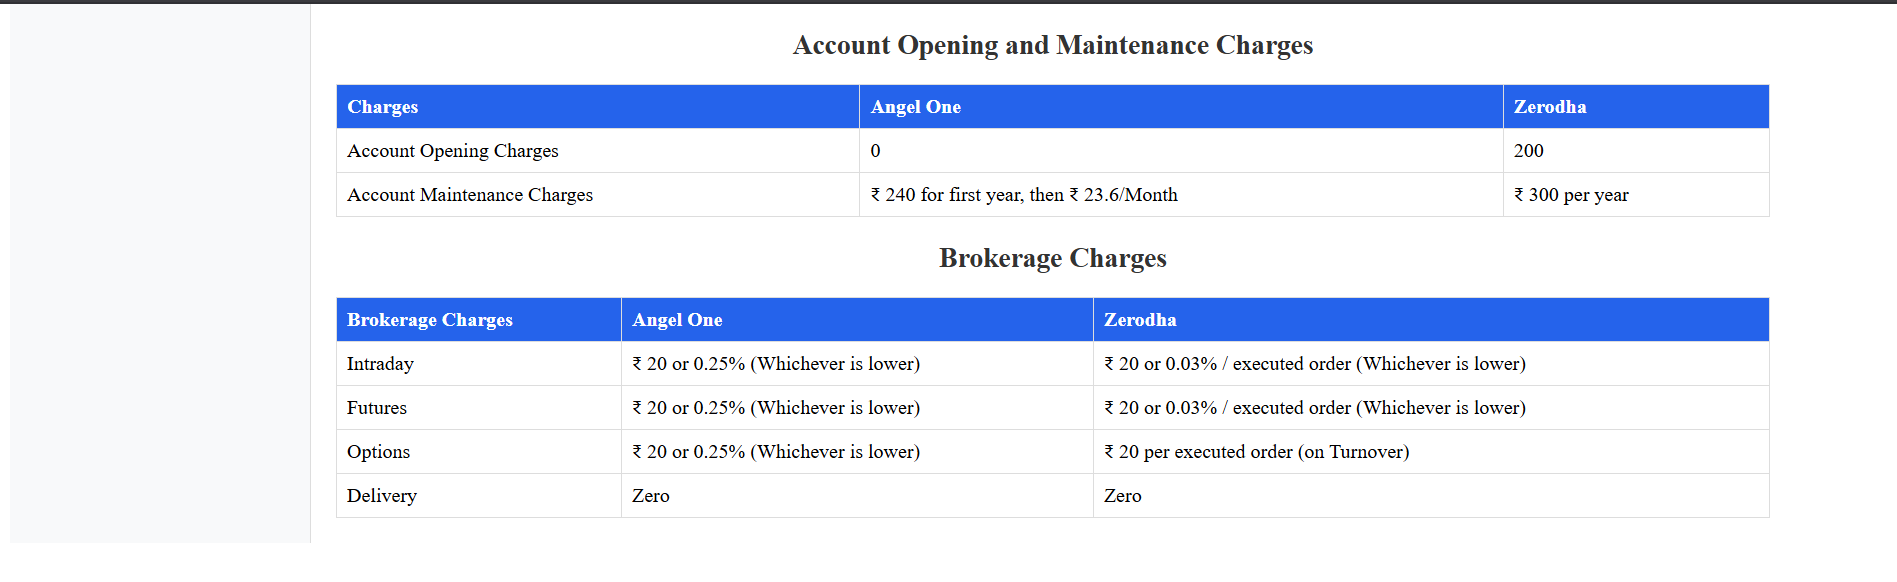 Account Opening and Maintenance Charges
Charges Angel One Zerodha
Account Opening Charges 0 200
Account Maintenance Charges ₹ 240 for first year, then ₹ 23.6/Month ₹ 300 per year
Brokerage Charges
Brokerage Charges Angel One Zerodha
Intraday ₹ 20 or 0.25% (Whichever is lower) ₹ 20 or 0.03% / executed order (Whichever is lower)
Futures ₹ 20 or 0.25% (Whichever is lower) ₹ 20 or 0.03% / executed order (Whichever is lower)
Options ₹ 20 or 0.25% (Whichever is lower) ₹ 20 per executed order (on Turnover)
Delivery Zero Zero